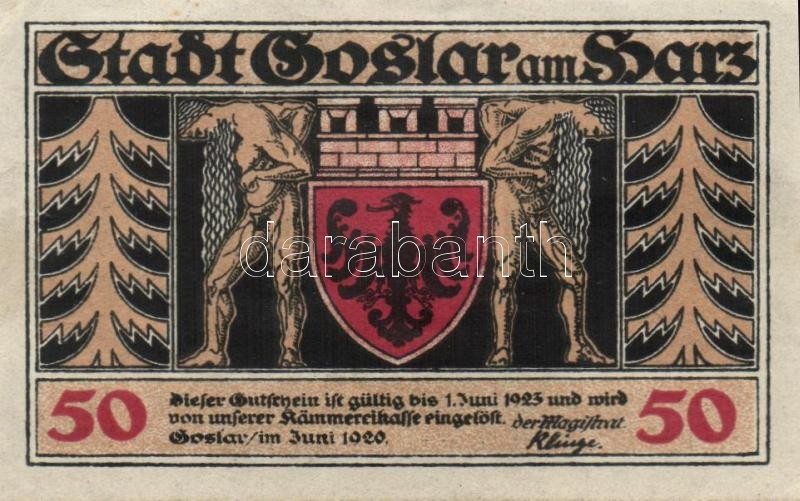 Stadt Goslar am Harz
darabanth
50
Dieser Gutschein ist gültig bis 1. Juni 1923 und wird
von unserer Kämmereikasse eingelöst. der Magistrat
Goslar/im Juni 1920. Klinge.
50